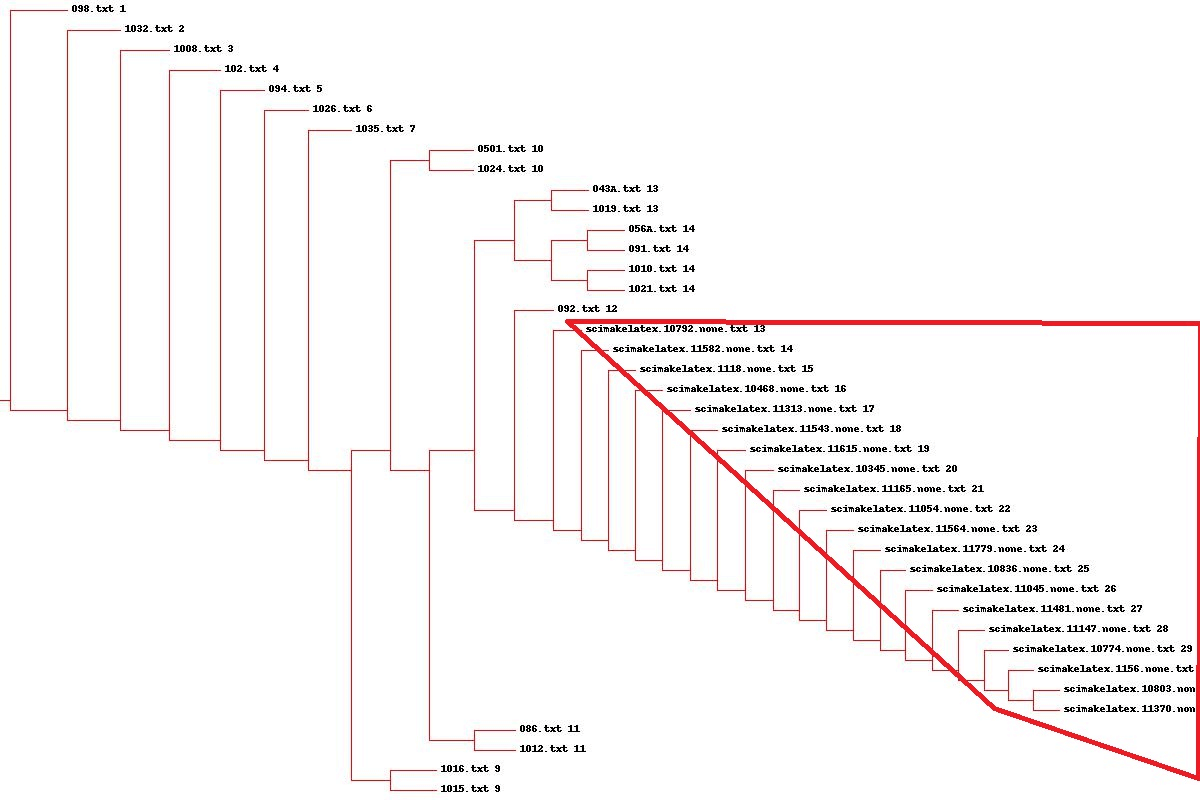 098.txt 1
1032.txt 2
1008.txt 3
102.txt 4
094.txt 5
1026.txt 6
1035.txt 7
0501.txt 10
1024.txt 10
043A.txt 13
1019.txt 13
056A.txt 14
091.txt 14
1010.txt 14
1021.txt 14
092.txt 12
scimakelatex.10792.none.txt 13
scimakelatex.11582.none.txt 14
scimakelatex.1118.none.txt 15
scimakelatex.10468.none.txt 16
scimakelatex.11313.none.txt 17
scimakelatex.11543.none.txt 18
scimakelatex.11615.none.txt 19
scimakelatex.10345.none.txt 20
scimakelatex.11165.none.txt 21
scimakelatex.11054.none.txt 22
scimakelatex.11564.none.txt 23
scimakelatex.11779.none.txt 24
scimakelatex.10836.none.txt 25
scimakelatex.11045.none.txt 26
scimakelatex.11481.none.txt 27
scimakelatex.11147.none.txt 28
scimakelatex.10774.none.txt 29
scimakelatex.1156.none.txt
scimakelatex.10803.non
scimakelatex.11370.non
086.txt 11
1012.txt 11
1016.txt 9
1015.txt 9